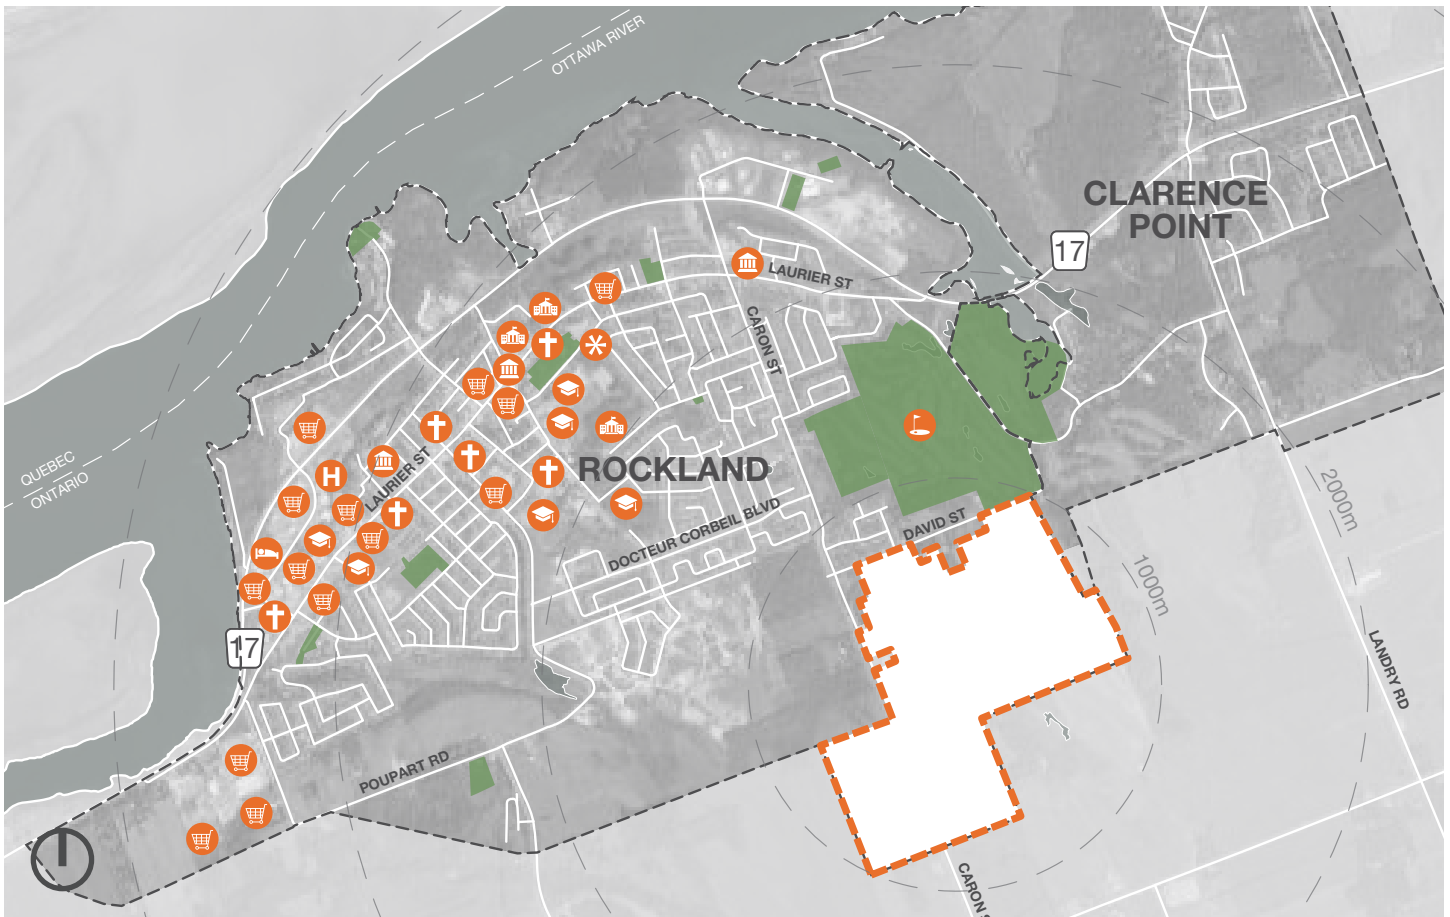 OTTAWA RIVER
CLARENCE
POINT
17
LAURIER ST
CARON ST
QUEBEC
ONTARIO
LAURIER ST
H
ROCKLAND
DOCTEUR CORBEIL BLVD
DAVID ST
2000m
1000m
17
LANDRY RD
POUPART RD
CARON S